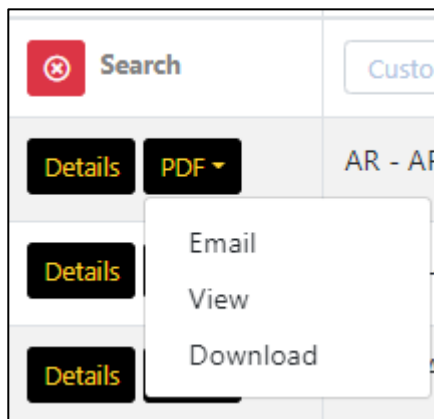 Search
Custo
Details PDF AR - AF
Email
Details
View
Download
Details